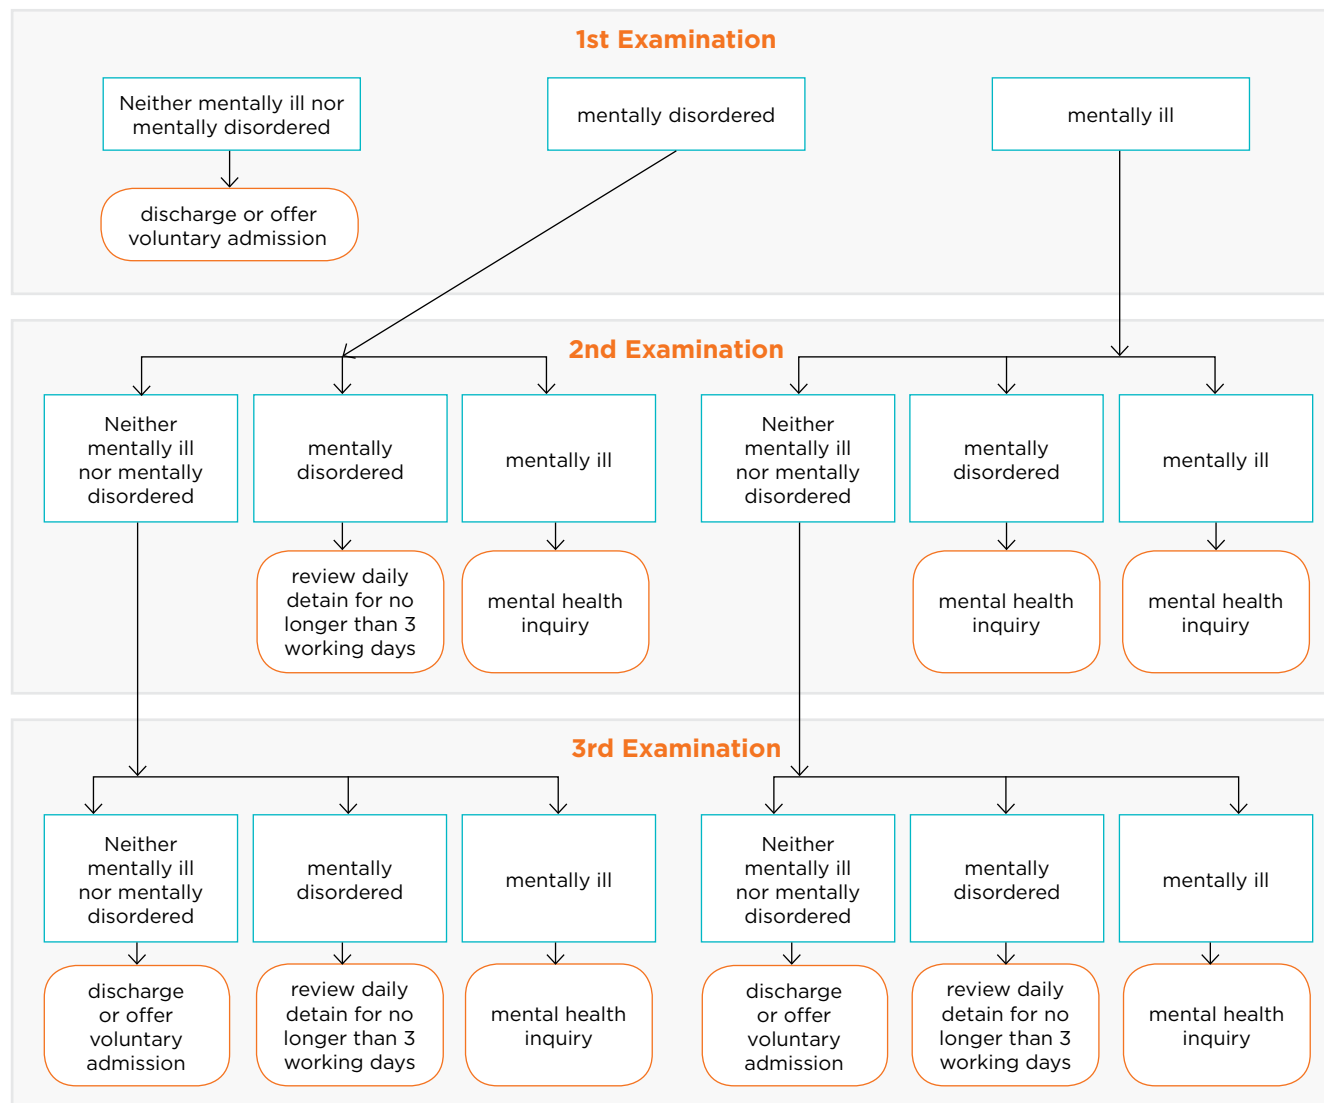 1st Examination
Neither mentally ill nor
mentally disordered
mentally disordered
mentally ill
discharge or offer
voluntary admission
2nd Examination
Neither
mentally ill
nor mentally
disordered
mentally
disordered
mentally ill
Neither
mentally ill
nor mentally
disordered
mentally
disordered
mentally ill
review daily
detain for no
longer than 3
working days
mental health
inquiry
mental health
inquiry
mental health
inquiry
3rd Examination
Neither
mentally ill
nor mentally
disordered
mentally
disordered
mentally ill
Neither
mentally ill
nor mentally
disordered
mentally
disordered
mentally ill
discharge
or offer
voluntary
admission
review daily
detain for no
longer than 3
working days
mental health
inquiry
discharge
or offer
voluntary
admission
review daily
detain for no
longer than 3
working days
mental health
inquiry